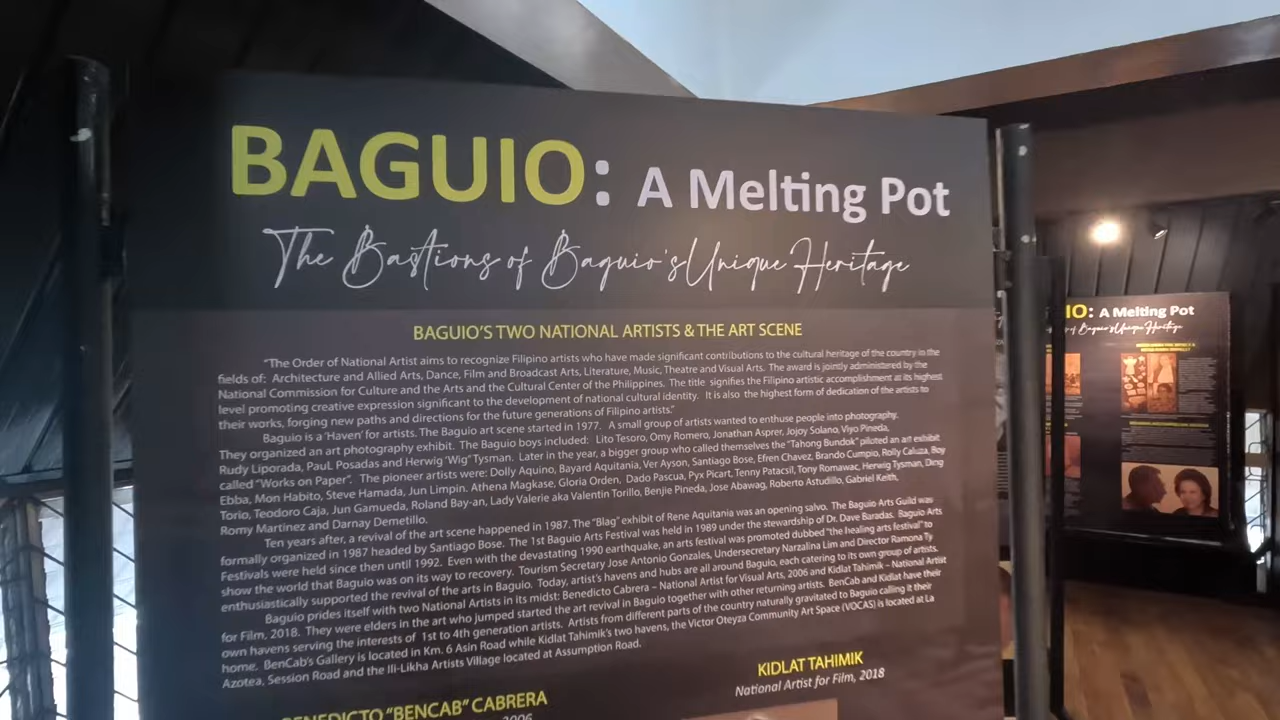 BAGUIO: A Melting Pot
The Bastions of Baguio's Unique Heritage
BAGUIO'S TWO NATIONAL ARTISTS & THE ART SCENE
"The Order of National Artist aims to recognize Filipino artists who have made significant contributions to the cultural heritage of the country in the
fields of: Architecture and Allied Arts, Dance, Film and Broadcast Arts, Literature, Music, Theatre and Visual Arts. The award is jointly administered by the
National Commission for Culture and the Arts and the Cultural Center of the Philippines. The title signifies the Filipino artistic accomplishment at its highest
level promoting creative expression significant to the development of national cultural identity. It is also the highest form of dedication of the artists to
their works, forging new paths and directions for the future generations of Filipino artists."
Baguio is a 'Haven' for artists. The Baguio art scene started in 1977. A small group of artists wanted to enthuse people into photography.
They organized an art photography exhibit. The Baguio boys included: Lito Tesoro, Omy Romero, Jonathan Asprer, Jojoy Solano, Viyo Pineda,
Rudy Liporada, PauL Posadas and Herwig "Wig" Tysman. Later in the year, a bigger group who called themselves the "Tahong Bundok" piloted an art exhibit
called "Works on Paper". The pioneer artists were: Dolly Aquino, Bayard Aquitania, Ver Ayson, Santiago Bose, Efren Chavez, Brando Cumpio, Rolly Caluza, Boy
Ebba, Mon Habito, Steve Hamada, Jun Limpin. Athena Magkase, Gloria Orden, Dado Pascua, Pyx Picart, Tenny Patacsil, Tony Romawac, Herwig Tysman, Ding
Torio, Teodoro Caja, Jun Gamueda, Roland Bay-an, Lady Valerie aka Valentin Torillo, Benjie Pineda, Jose Abawag, Roberto Astudillo, Gabriel Keith,
Romy Martinez and Darnay Demetillo.
Ten years after, a revival of the art scene happened in 1987. The "Blag" exhibit of Rene Aquitania was an opening salvo. The Baguio Arts Guild was
formally organized in 1987 headed by Santiago Bose. The 1st Baguio Arts Festival was held in 1989 under the stewardship of Dr. Dave Baradas. Baguio Arts
Festivals were held since then until 1992. Even with the devastating 1990 earthquake, an arts festival was promoted dubbed "the healing arts festival" to
show the world that Baguio was on its way to recovery. Tourism Secretary Jose Antonio Gonzales, Undersecretary Narzalina Lim and Director Ramona Ty
enthusiastically supported the revival of the arts in Baguio. Today, artist's havens and hubs are all around Baguio, each catering to its own group of artists.
Baguio prides itself with two National Artists in its midst: Benedicto Cabrera – National Artist for Visual Arts, 2006 and Kidlat Tahimik – National Artist
for Film, 2018. They were elders in the art who jumped started the art revival in Baguio together with other returning artists. BenCab and Kidlat have their
own havens serving the interests of 1st to 4th generation artists. Artists from different parts of the country naturally gravitated to Baguio calling it their
home. BenCab's Gallery is located in Km. 6 Asin Road while Kidlat Tahimik's two havens, the Victor Oteyza Community Art Space (VOCAS) is located at La
Azotea, Session Road and the Ili-Likha Artists Village located at Assumption Road.
KIDLAT TAHIMIK
National Artist for Film, 2018
BENEDICTO "BENCAB" CABRERA
2006
IO: A Melting Pot
of Baguio's Unique Heritage